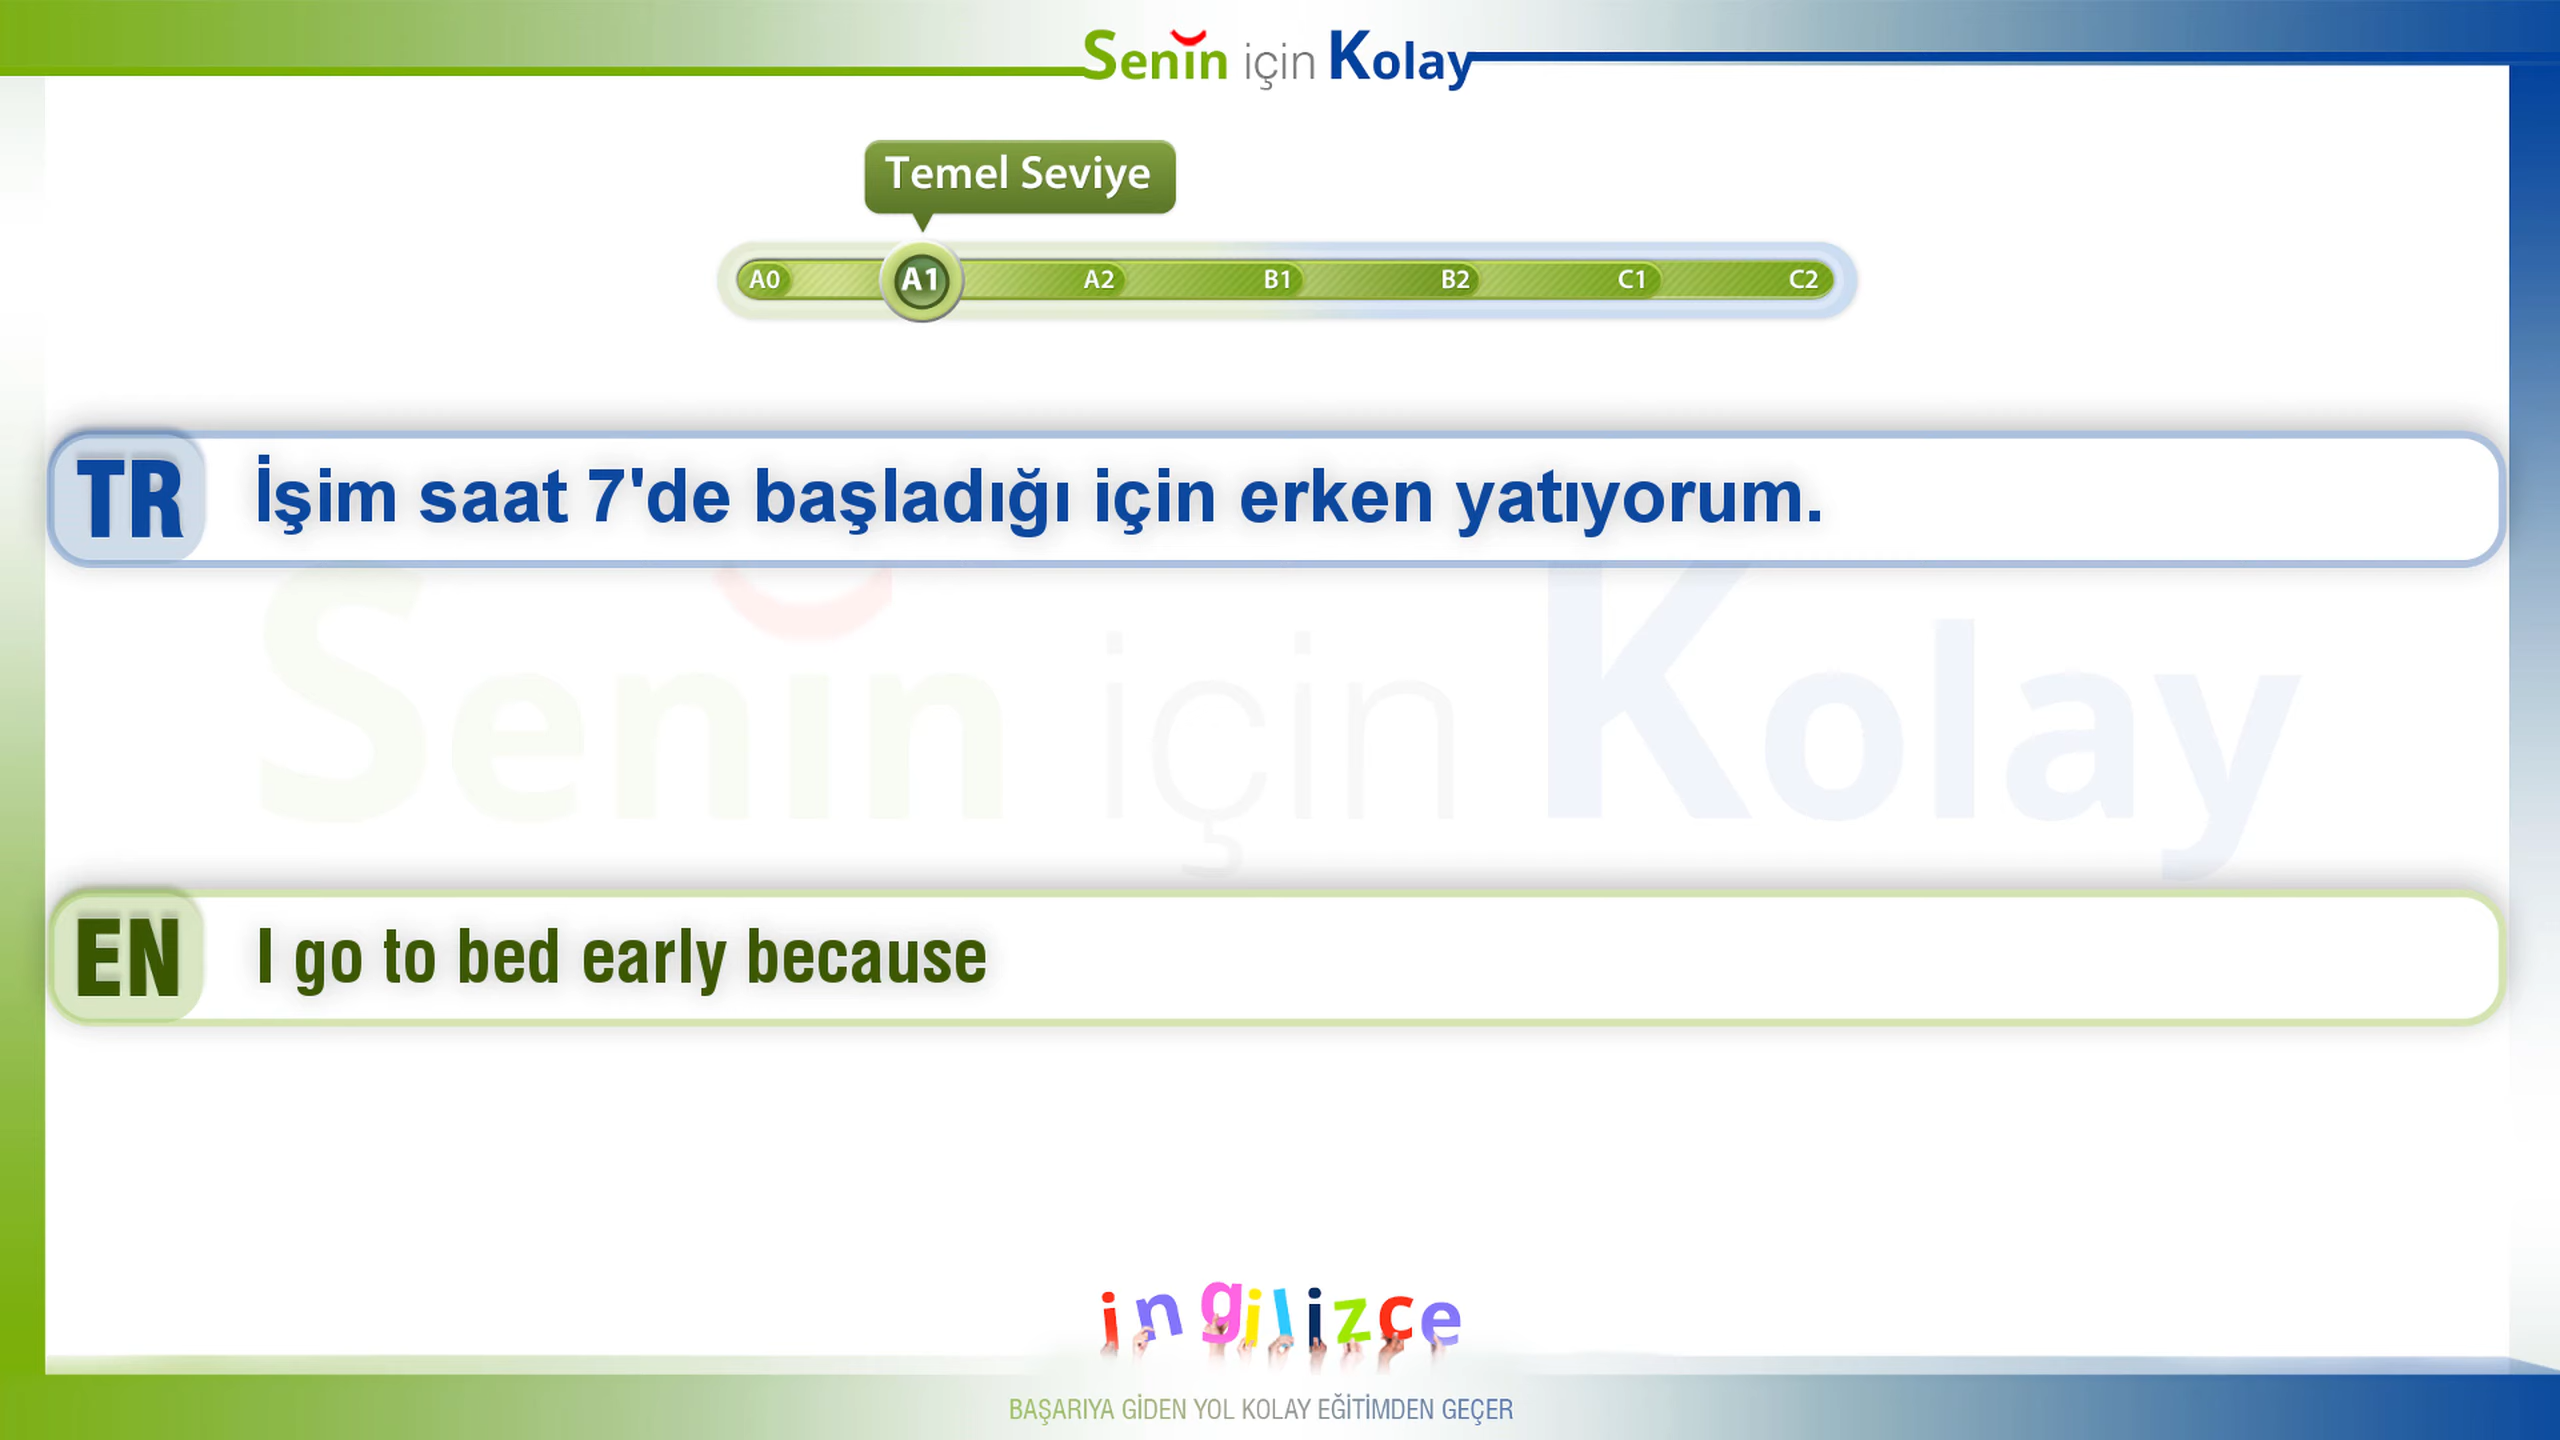 Senin için Kolay
Temel Seviye
A0 A1 A2 B1 B2 C1 C2
TR İşim saat 7'de başladığı için erken yatıyorum.
Senin için Kolay
EN I go to bed early because
ingilizce
BAŞARIYA GİDEN YOL KOLAY EĞİTİMDEN GEÇER